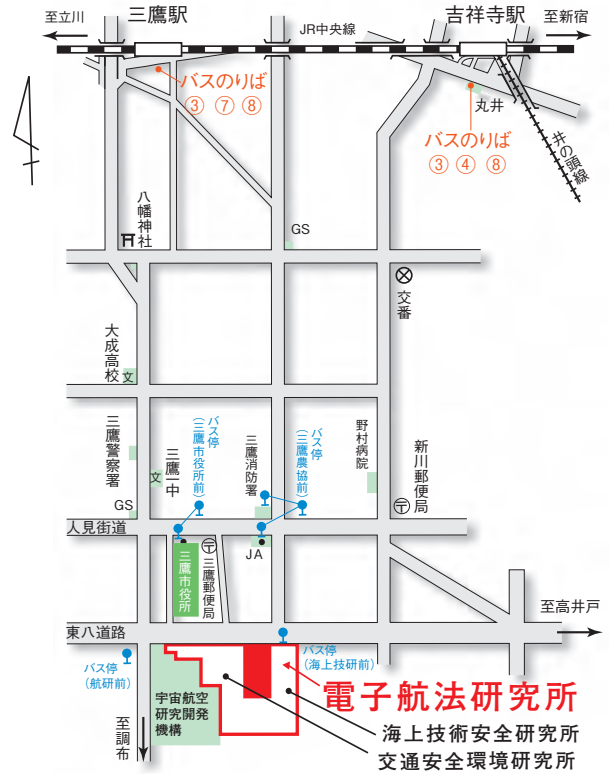 至立川
三鷹駅
JR中央線
吉祥寺駅
至新宿
バスのりば
③ ⑦ ⑧
丸井
バスのりば
③ ④ ⑧
井の頭線
八幡神社
GS
交番
大成高校
文
三鷹警察署
GS
文
三鷹一中
バス停
(三鷹市役所前)
三鷹消防署
バス停
(三鷹農協前)
野村病院
新川郵便局
〒
人見街道
三鷹市役所
〒
三鷹郵便局
JA
至高井戸
東八道路
バス停
(航研前)
バス停
(海上技研前)
電子航法研究所
宇宙航空
研究開発
機構
海上技術安全研究所
交通安全環境研究所
至調布